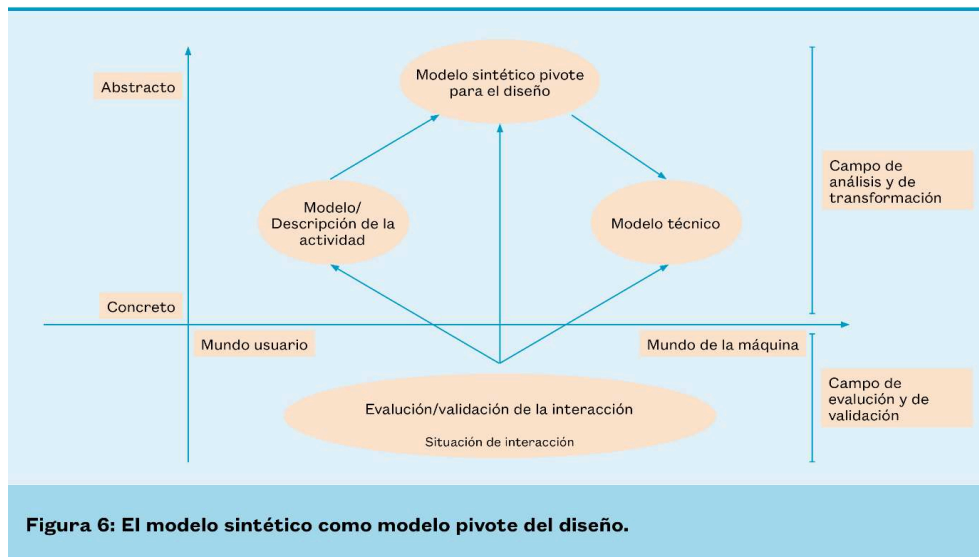 Abstracto
Modelo sintético pivote
para el diseño
Campo de
análisis y de
transformación
Modelo/
Descripción de la
actividad
Modelo técnico
Concreto
Mundo usuario
Mundo de la máquina
Evalución/validación de la interacción
Situación de interacción
Campo de
evalución y de
validación
Figura 6: El modelo sintético como modelo pivote del diseño.